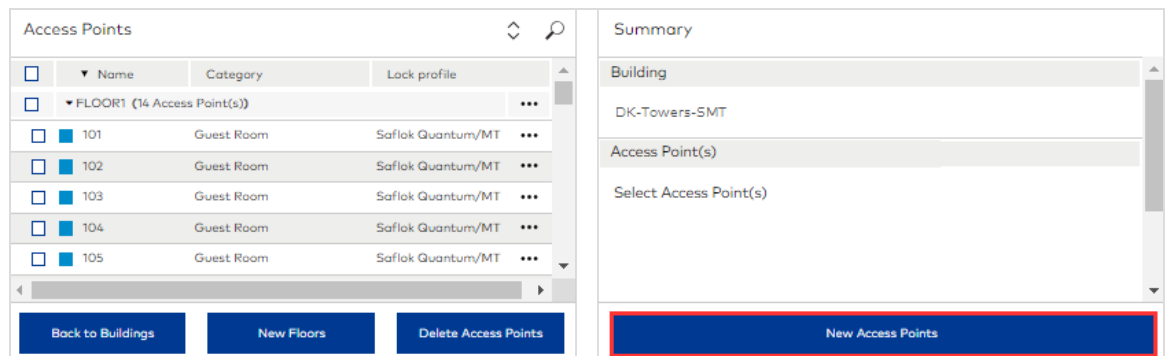 Access Points
Name Category Lock profile
FLOOR1 (14 Access Point(s))
101 Guest Room Saflok Quantum/MT
102 Guest Room Saflok Quantum/MT
103 Guest Room Saflok Quantum/MT
104 Guest Room Saflok Quantum/MT
105 Guest Room Saflok Quantum/MT
Back to Buildings New Floors Delete Access Points
Summary
Building
DK-Towers-SMT
Access Point(s)
Select Access Point(s)
New Access Points